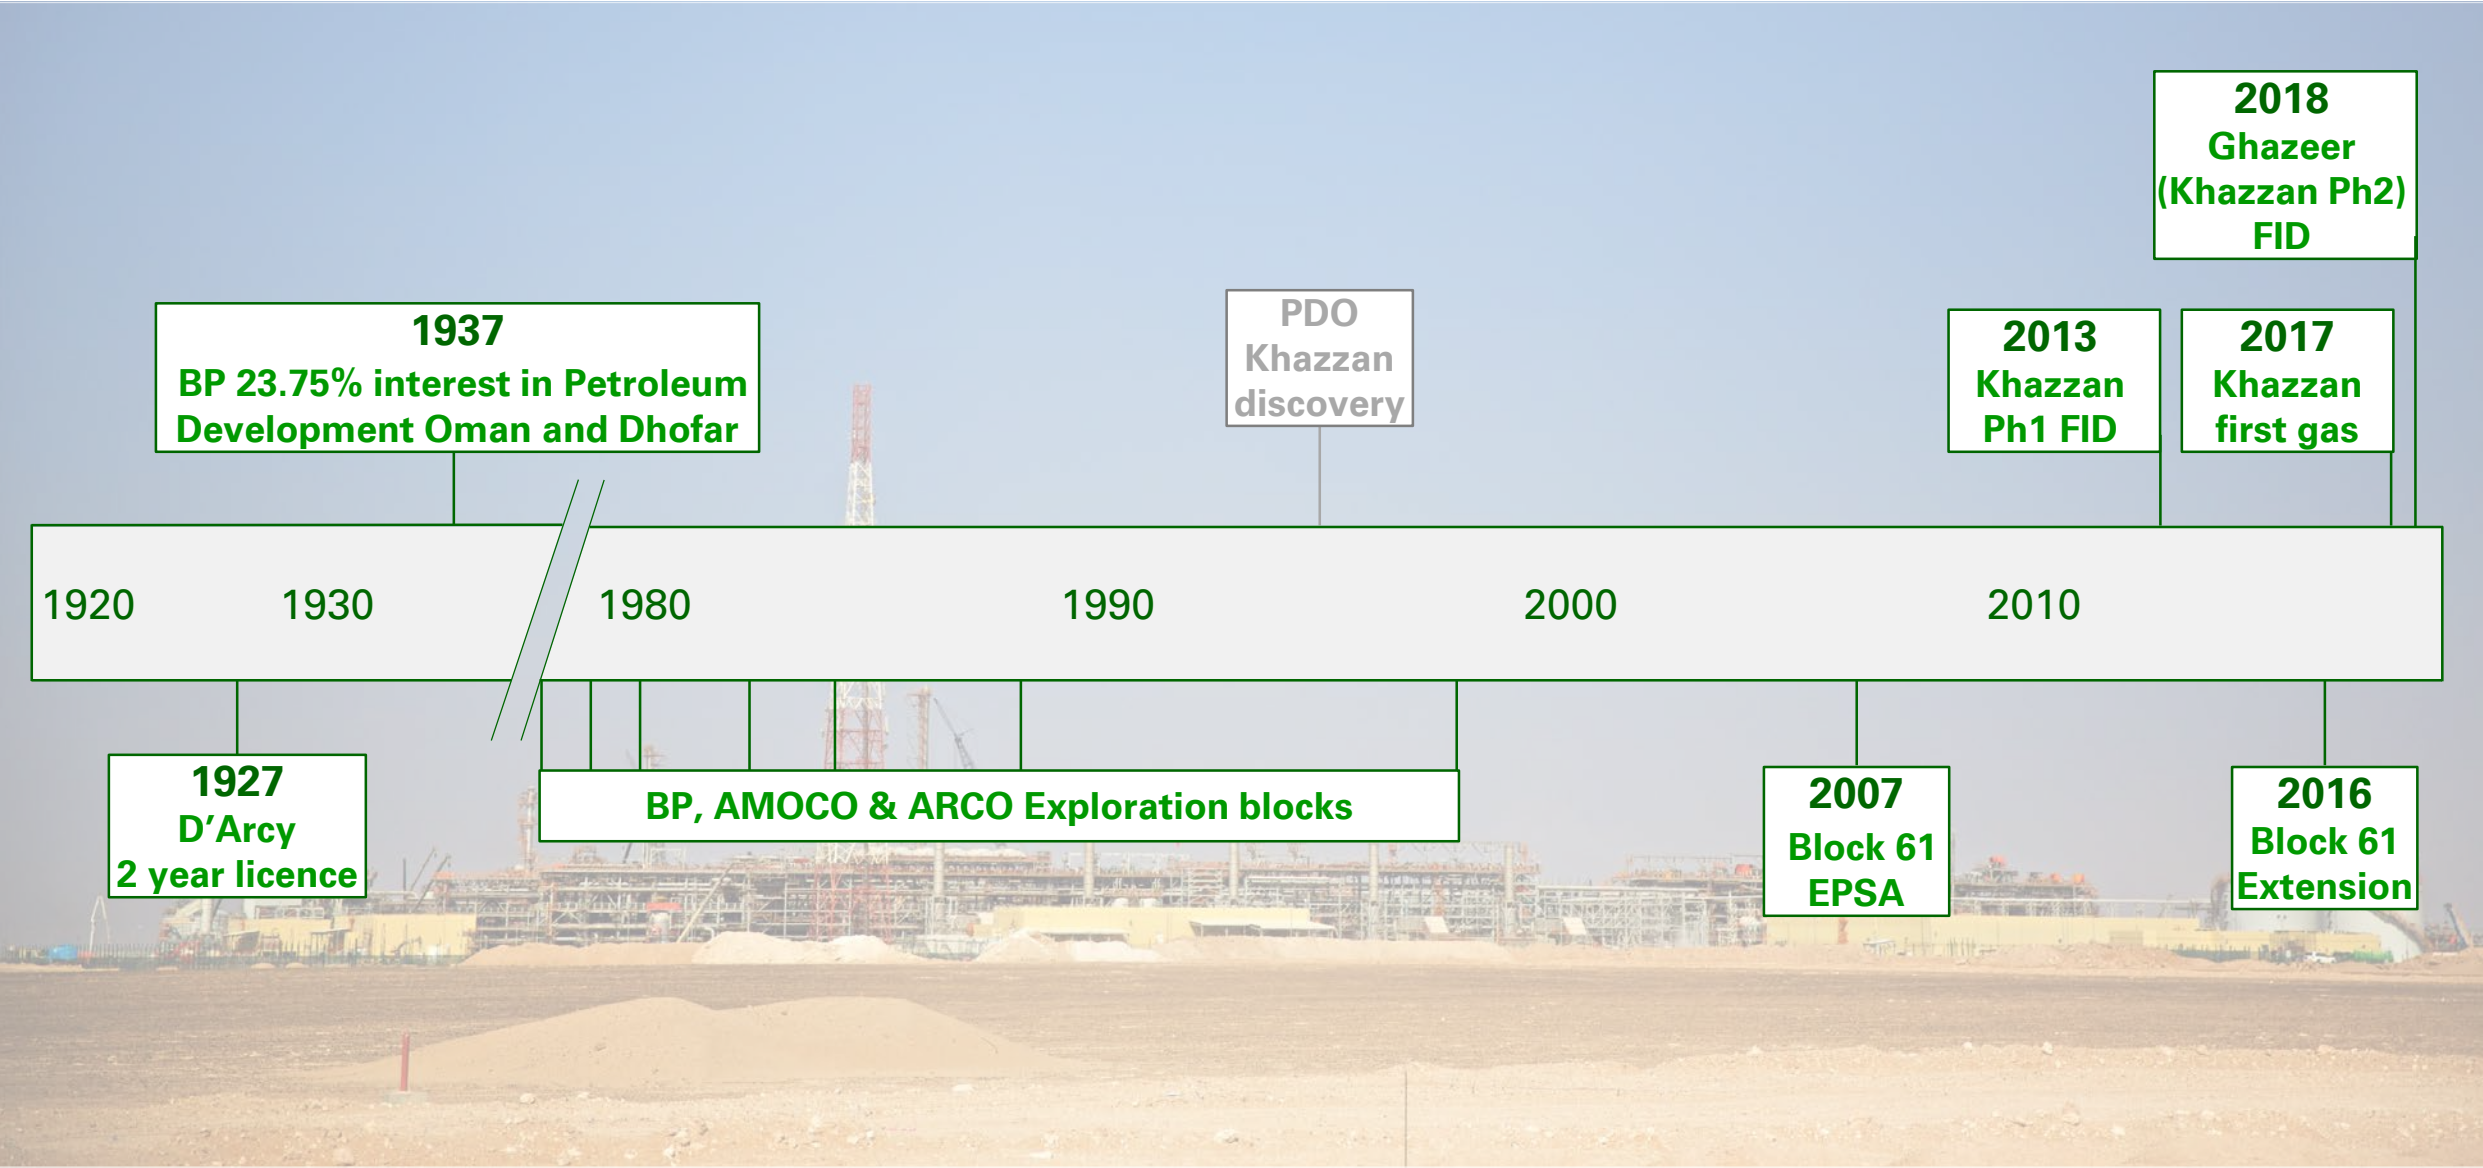 2018
Ghazeer
(Khazzan Ph2)
FID
1937
BP 23.75% interest in Petroleum
Development Oman and Dhofar
PDO
Khazzan
discovery
2013
Khazzan
Ph1 FID
2017
Khazzan
first gas
1920 1930 1980 1990 2000 2010
1927
D’Arcy
2 year licence
BP, AMOCO & ARCO Exploration blocks
2007
Block 61
EPSA
2016
Block 61
Extension